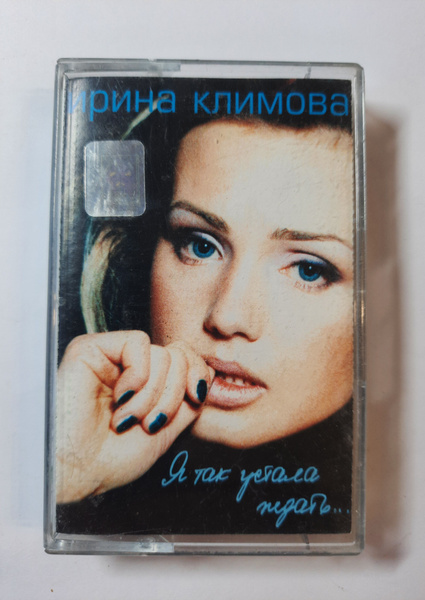 ирина климова
Я так устала
ждать...